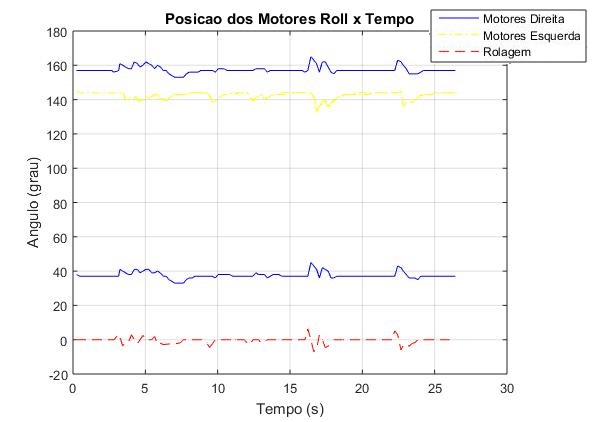 Posicao dos Motores Roll x Tempo
Motores Direita
Motores Esquerda
Rolagem
180
160
140
120
100
80
60
40
20
0
-20
Angulo (grau)
0 5 10 15 20 25 30
Tempo (s)